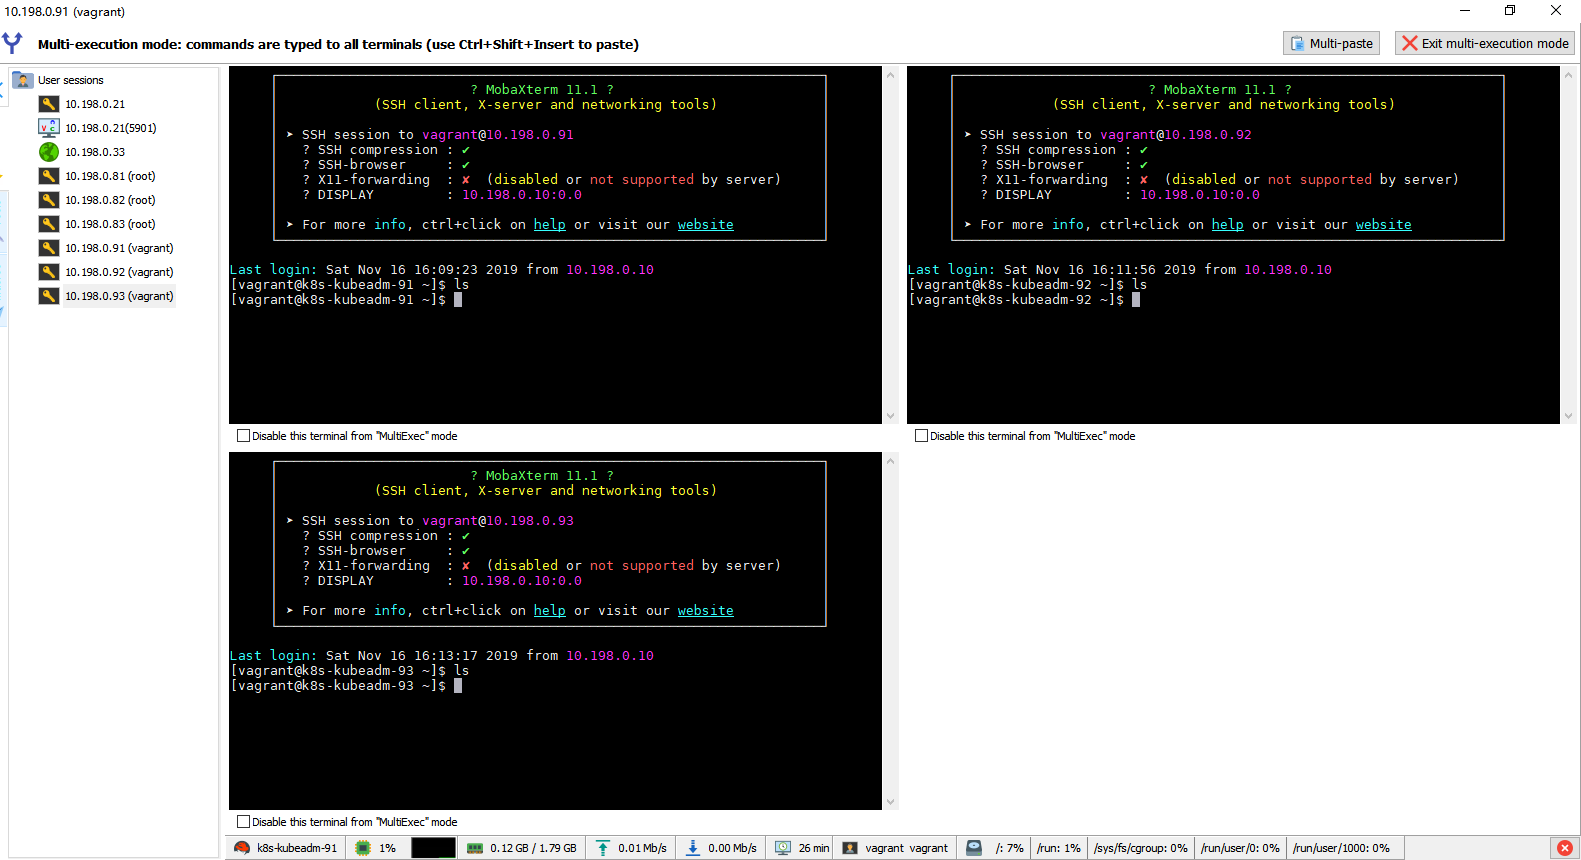 10.198.0.91 (vagrant)
Multi-execution mode: commands are typed to all terminals (use Ctrl+Shift+Insert to paste)
Multi-paste
Exit multi-execution mode
User sessions
10.198.0.21
10.198.0.21(5901)
10.198.0.33
10.198.0.81 (root)
10.198.0.82 (root)
10.198.0.83 (root)
10.198.0.91 (vagrant)
10.198.0.92 (vagrant)
10.198.0.93 (vagrant)
? MobaXterm 11.1 ?
(SSH client, X-server and networking tools)
➤ SSH session to vagrant@10.198.0.91
? SSH compression : ✔
? SSH-browser : ✔
? X11-forwarding : ✘ (disabled or not supported by server)
? DISPLAY : 10.198.0.10:0.0
➤ For more info, ctrl+click on help or visit our website
Last login: Sat Nov 16 16:09:23 2019 from 10.198.0.10
[vagrant@k8s-kubeadm-91 ~]$ ls
[vagrant@k8s-kubeadm-91 ~]$
Disable this terminal from "MultiExec" mode
? MobaXterm 11.1 ?
(SSH client, X-server and networking tools)
➤ SSH session to vagrant@10.198.0.92
? SSH compression : ✔
? SSH-browser : ✔
? X11-forwarding : ✘ (disabled or not supported by server)
? DISPLAY : 10.198.0.10:0.0
➤ For more info, ctrl+click on help or visit our website
Last login: Sat Nov 16 16:11:56 2019 from 10.198.0.10
[vagrant@k8s-kubeadm-92 ~]$ ls
[vagrant@k8s-kubeadm-92 ~]$
Disable this terminal from "MultiExec" mode
? MobaXterm 11.1 ?
(SSH client, X-server and networking tools)
➤ SSH session to vagrant@10.198.0.93
? SSH compression : ✔
? SSH-browser : ✔
? X11-forwarding : ✘ (disabled or not supported by server)
? DISPLAY : 10.198.0.10:0.0
➤ For more info, ctrl+click on help or visit our website
Last login: Sat Nov 16 16:13:17 2019 from 10.198.0.10
[vagrant@k8s-kubeadm-93 ~]$ ls
[vagrant@k8s-kubeadm-93 ~]$
Disable this terminal from "MultiExec" mode
k8s-kubeadm-91 1% 0.12 GB / 1.79 GB 0.01 Mb/s 0.00 Mb/s 26 min vagrant vagrant /: 7% /run: 1% /sys/fs/cgroup: 0% /run/user/0: 0% /run/user/1000: 0%